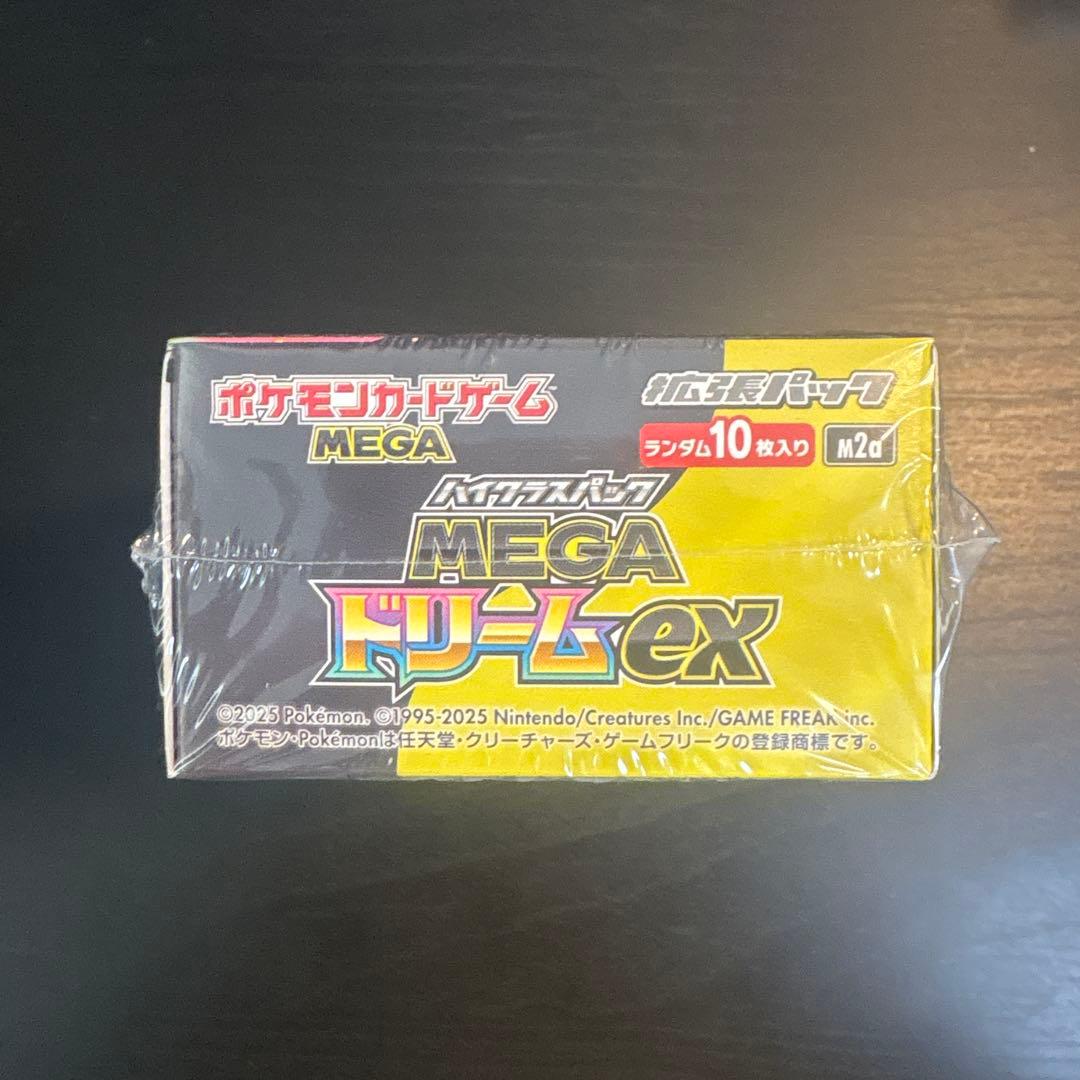 ポケモンカードゲーム
MEGA
拡張パック
ランダム10枚入り M2a
ハイクラスパック
MEGA
ドリームex
©2025 Pokémon. ©1995-2025 Nintendo/Creatures Inc./GAME FREAK inc.
ポケモン・Pokémonは任天堂・クリーチャーズ・ゲームフリークの登録商標です。